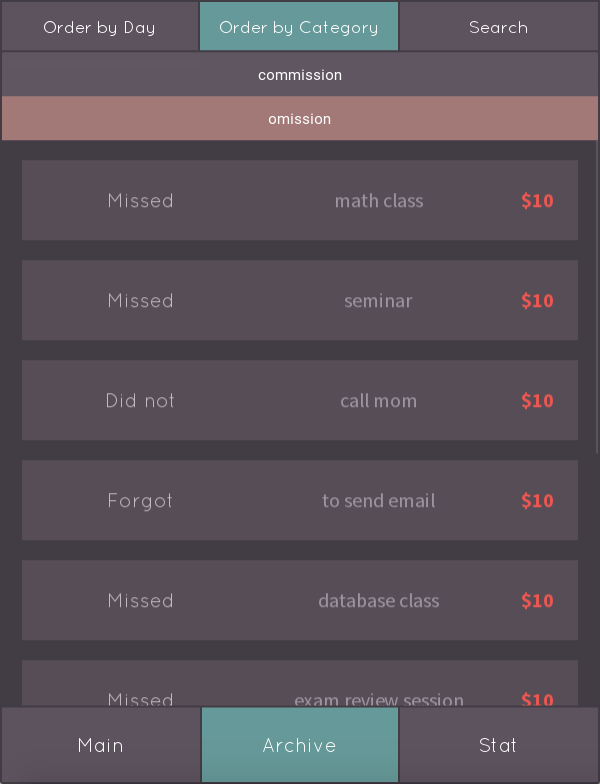 Order by Day Order by Category Search
commission
omission
Missed math class $10
Missed seminar $10
Did not call mom $10
Forgot to send email $10
Missed database class $10
Missed exam review session $10
Main Archive Stat